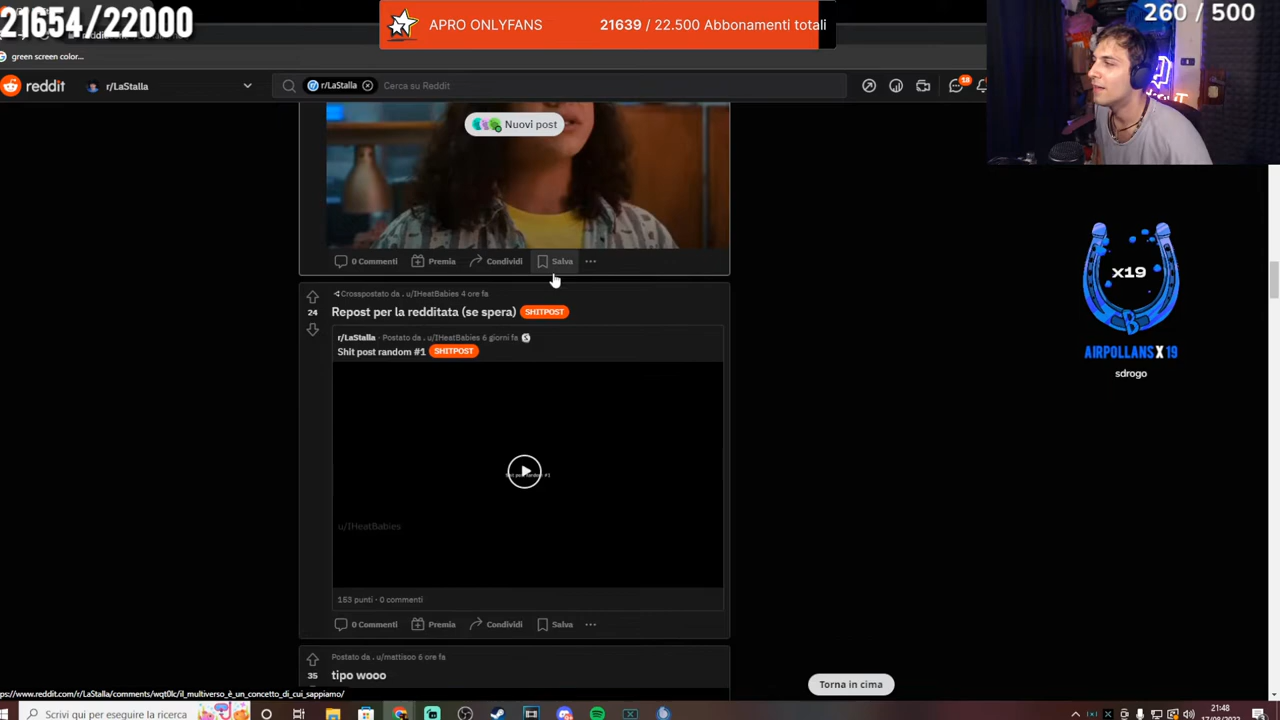 21654/22000
APRO ONLYFANS 21639 / 22.500 Abbonamenti totali
260 / 500
green screen color...
reddit r/LaStalla r/LaStalla Cerca su Reddit 18
Nuovi post
0 Commenti Premia Condividi Salva
Crosspostato da . u/IHeatBabies 4 ore fa
24 Repost per la redditata (se spera) SHITPOST
r/LaStalla · Postato da . u/IHeatBabies 6 giorni fa
Shit post random #1 SHITPOST
Shit post random #1
u/IHeatBabies
153 punti · 0 commenti
0 Commenti Premia Condividi Salva
Postato da . u/mattisoo 6 ore fa
35 tipo wooo
Torna in cima
x19
B
AIRPOLLANS X 19
sdrogo
ps://www.reddit.com/r/LaStalla/comments/wqt0lc/il_multiverso_è_un_concetto_di_cui_sappiamo/
Scrivi qui per eseguire la ricerca
21:48